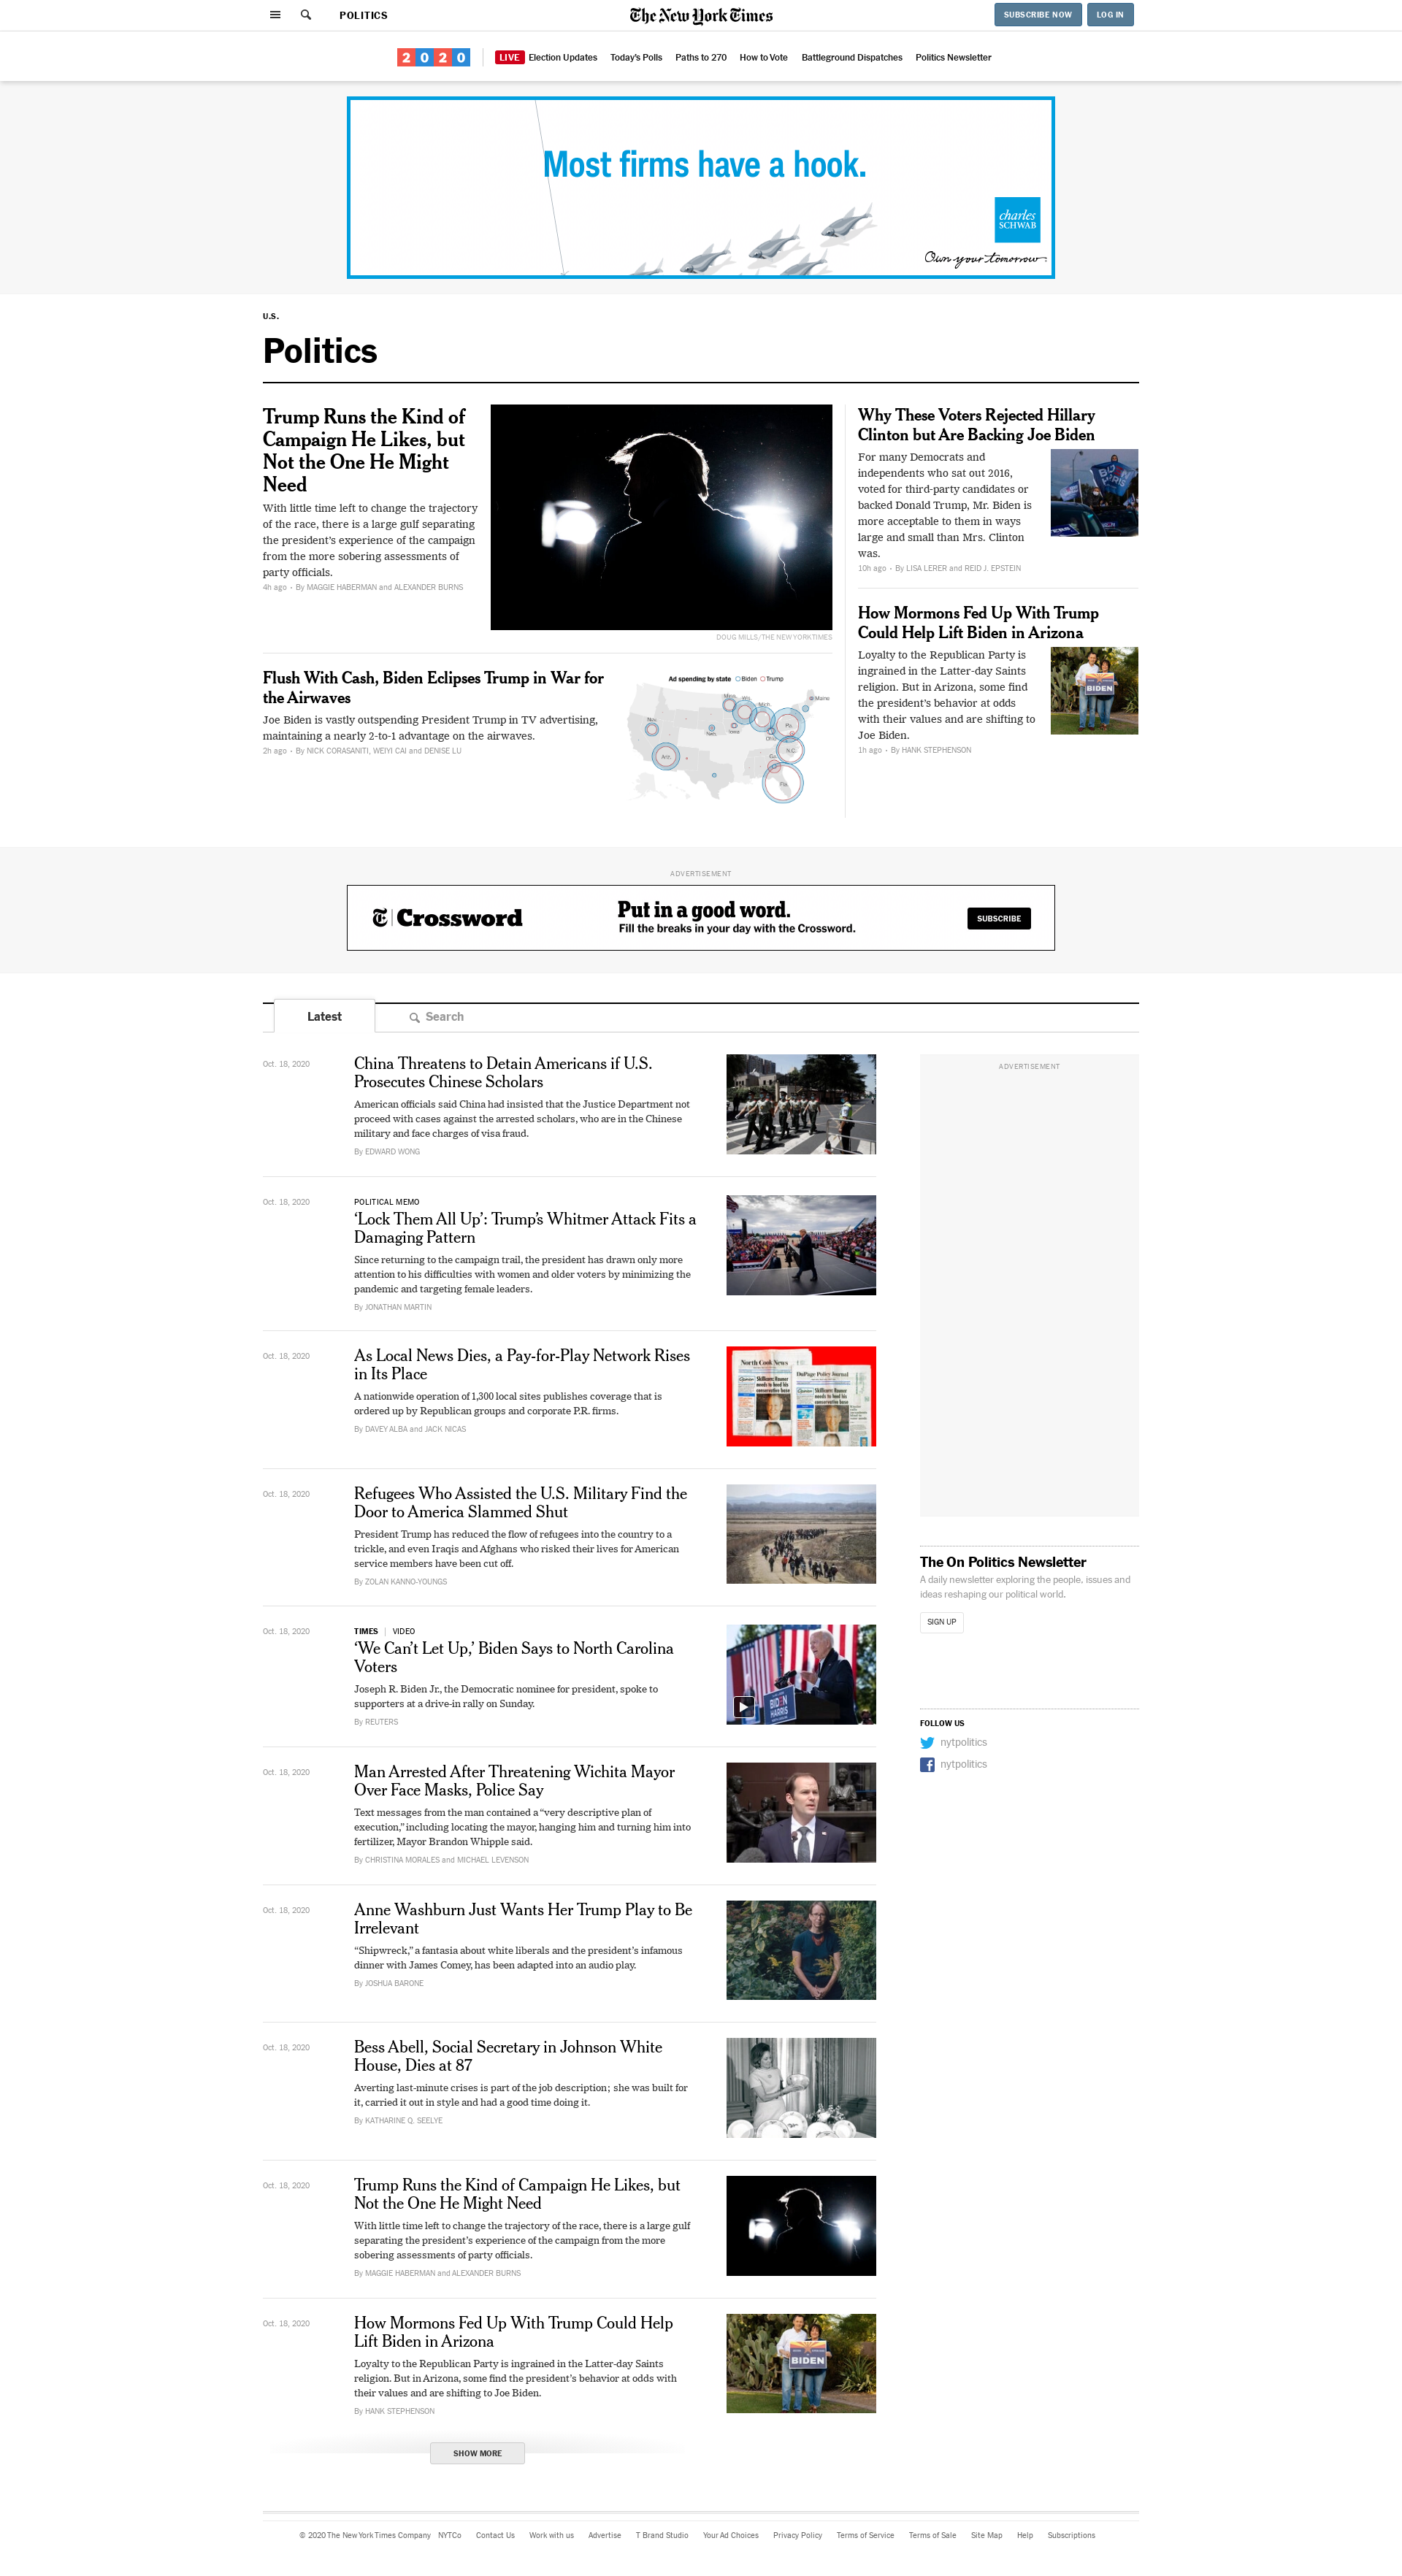 POLITICS
The New York Times
SUBSCRIBE NOW
LOG IN
2020
LIVE Election Updates
Today's Polls
Paths to 270
How to Vote
Battleground Dispatches
Politics Newsletter
Most firms have a hook.
charles
SCHWAB
Own your tomorrow
U.S.
Politics
Trump Runs the Kind of
Campaign He Likes, but
Not the One He Might
Need
With little time left to change the trajectory
of the race, there is a large gulf separating
the president's experience of the campaign
from the more sobering assessments of
party officials.
4h ago • By MAGGIE HABERMAN and ALEXANDER BURNS
DOUG MILLS/THE NEW YORK TIMES
Flush With Cash, Biden Eclipses Trump in War for
the Airwaves
Joe Biden is vastly outspending President Trump in TV advertising,
maintaining a nearly 2-to-1 advantage on the airwaves.
2h ago • By NICK CORASANITI, WEIYI CAI and DENISE LU
Ad spending by state Biden Trump
Maine
Minn.
Wis.
Mich.
Nev.
Neb.
Iowa
Ohio
Pa.
Ariz.
N.C.
Ga.
Fla.
Why These Voters Rejected Hillary
Clinton but Are Backing Joe Biden
For many Democrats and
independents who sat out 2016,
voted for third-party candidates or
backed Donald Trump, Mr. Biden is
more acceptable to them in ways
large and small than Mrs. Clinton
was.
10h ago • By LISA LERER and REID J. EPSTEIN
How Mormons Fed Up With Trump
Could Help Lift Biden in Arizona
Loyalty to the Republican Party is
ingrained in the Latter-day Saints
religion. But in Arizona, some find
the president's behavior at odds
with their values and are shifting to
Joe Biden.
BIDEN
1h ago • By HANK STEPHENSON
ADVERTISEMENT
T Crossword
Put in a good word.
Fill the breaks in your day with the Crossword.
SUBSCRIBE
Latest
Search
Oct. 18, 2020
China Threatens to Detain Americans if U.S.
Prosecutes Chinese Scholars
American officials said China had insisted that the Justice Department not
proceed with cases against the arrested scholars, who are in the Chinese
military and face charges of visa fraud.
By EDWARD WONG
ADVERTISEMENT
Oct. 18, 2020
POLITICAL MEMO
‘Lock Them All Up’: Trump’s Whitmer Attack Fits a
Damaging Pattern
Since returning to the campaign trail, the president has drawn only more
attention to his difficulties with women and older voters by minimizing the
pandemic and targeting female leaders.
By JONATHAN MARTIN
Oct. 18, 2020
As Local News Dies, a Pay-for-Play Network Rises
in Its Place
A nationwide operation of 1,300 local sites publishes coverage that is
ordered up by Republican groups and corporate P.R. firms.
By DAVEY ALBA and JACK NICAS
North Cook News
DuPage Policy Journal
Oct. 18, 2020
Refugees Who Assisted the U.S. Military Find the
Door to America Slammed Shut
President Trump has reduced the flow of refugees into the country to a
trickle, and even Iraqis and Afghans who risked their lives for American
service members have been cut off.
By ZOLAN KANNO-YOUNGS
The On Politics Newsletter
A daily newsletter exploring the people, issues and
ideas reshaping our political world.
SIGN UP
Oct. 18, 2020
TIMES | VIDEO
‘We Can’t Let Up,’ Biden Says to North Carolina
Voters
Joseph R. Biden Jr., the Democratic nominee for president, spoke to
supporters at a drive-in rally on Sunday.
By REUTERS
BIDEN
HARRIS
FOLLOW US
nytpolitics
nytpolitics
Oct. 18, 2020
Man Arrested After Threatening Wichita Mayor
Over Face Masks, Police Say
Text messages from the man contained a “very descriptive plan of
execution,” including locating the mayor, hanging him and turning him into
fertilizer, Mayor Brandon Whipple said.
By CHRISTINA MORALES and MICHAEL LEVENSON
Oct. 18, 2020
Anne Washburn Just Wants Her Trump Play to Be
Irrelevant
“Shipwreck,” a fantasia about white liberals and the president’s infamous
dinner with James Comey, has been adapted into an audio play.
By JOSHUA BARONE
Oct. 18, 2020
Bess Abell, Social Secretary in Johnson White
House, Dies at 87
Averting last-minute crises is part of the job description; she was built for
it, carried it out in style and had a good time doing it.
By KATHARINE Q. SEELYE
Oct. 18, 2020
Trump Runs the Kind of Campaign He Likes, but
Not the One He Might Need
With little time left to change the trajectory of the race, there is a large gulf
separating the president’s experience of the campaign from the more
sobering assessments of party officials.
By MAGGIE HABERMAN and ALEXANDER BURNS
Oct. 18, 2020
How Mormons Fed Up With Trump Could Help
Lift Biden in Arizona
Loyalty to the Republican Party is ingrained in the Latter-day Saints
religion. But in Arizona, some find the president’s behavior at odds with
their values and are shifting to Joe Biden.
By HANK STEPHENSON
BIDEN
SHOW MORE
© 2020 The New York Times Company NYTCo Contact Us Work with us Advertise T Brand Studio Your Ad Choices Privacy Policy Terms of Service Terms of Sale Site Map Help Subscriptions